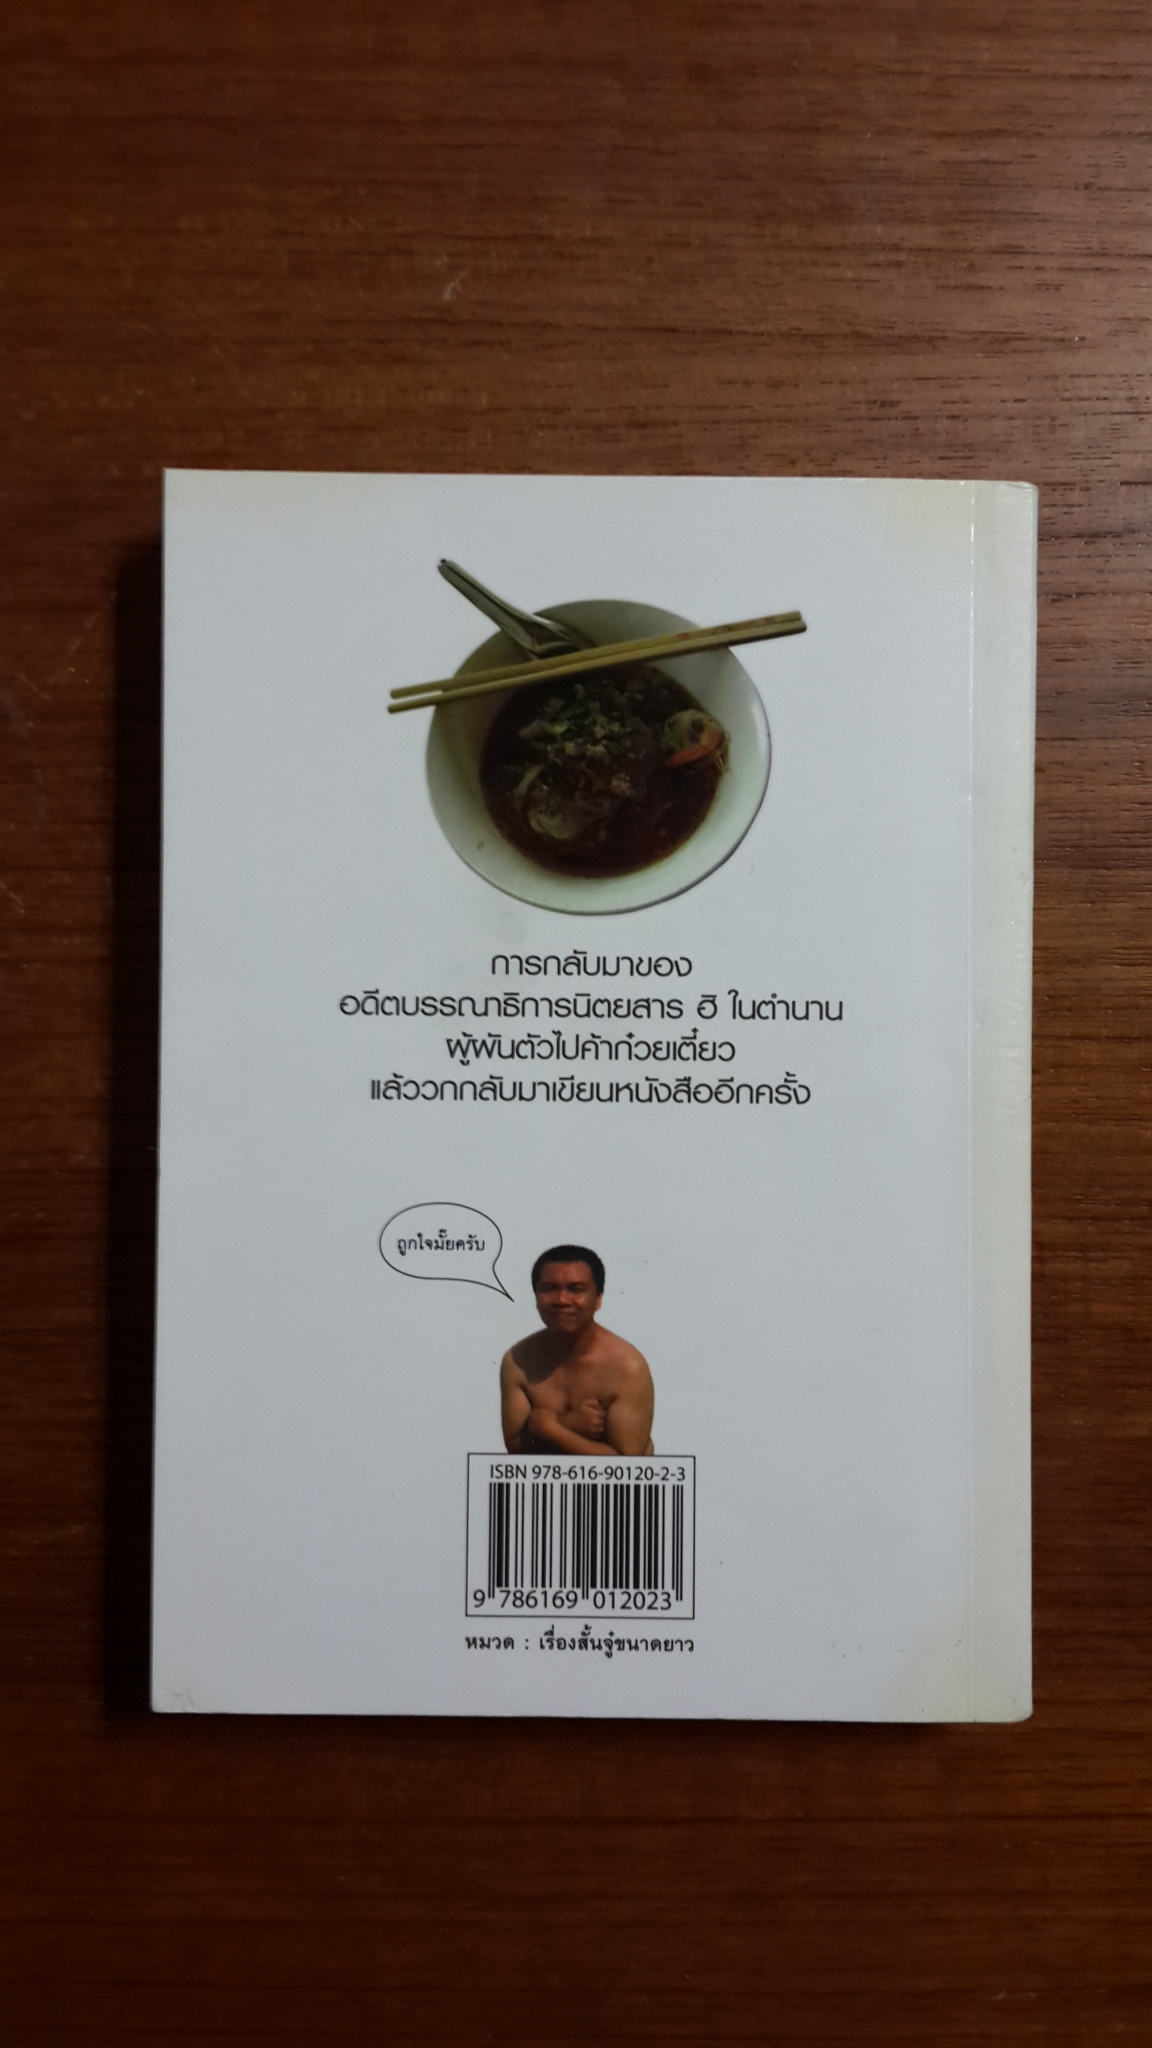 การกลับมาของ
อดีตบรรณาธิการนิตยสาร ฮิ ในตำนาน
ผู้ผันตัวไปค้าก๋วยเตี๋ยว
แล้ววกกลับมาเขียนหนังสืออีกครั้ง
ถูกใจมั๊ยครับ
ISBN 978-616-90120-2-3
9 786169 012023
หมวด : เรื่องสั้นจู๋ขนาดยาว